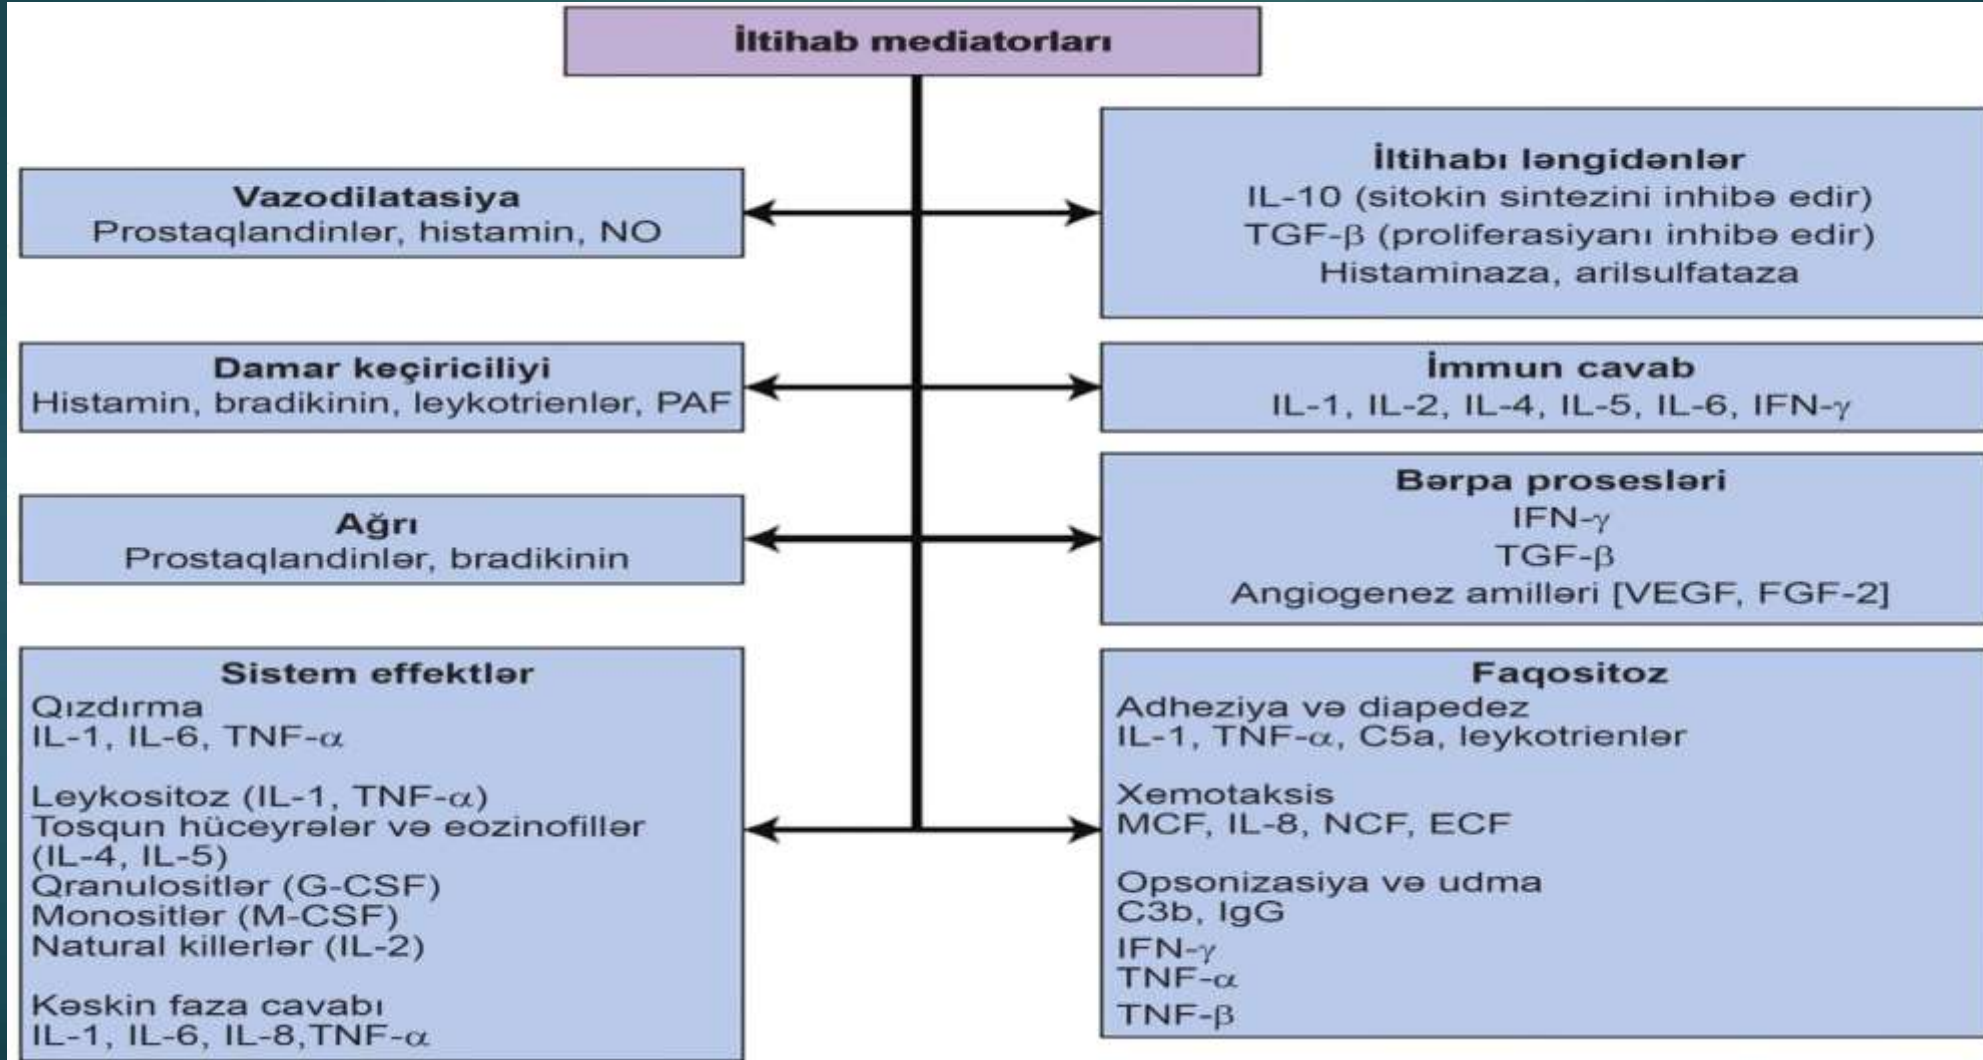 İltihab mediatorları
Vazodilatasiya
Prostaqlandinlər, histamin, NO
Damar keçiriciliyi
Histamin, bradikinin, leykotrienlər, PAF
Ağrı
Prostaqlandinlər, bradikinin
Sistem effektlər
Qızdırma
IL-1, IL-6, TNF-α
Leykositoz (IL-1, TNF-α)
Tosqun hüceyrələr və eozinofillər
(IL-4, IL-5)
Qranulositlər (G-CSF)
Monositlər (M-CSF)
Natural killerlər (IL-2)
Kəskin faza cavabı
IL-1, IL-6, IL-8,TNF-α
İltihabı ləngidənlər
IL-10 (sitokin sintezini inhibə edir)
TGF-β (proliferasiyanı inhibə edir)
Histaminaza, arilsulfataza
İmmun cavab
IL-1, IL-2, IL-4, IL-5, IL-6, IFN-γ
Bərpa prosesləri
IFN-γ
TGF-β
Angiogenez amilləri [VEGF, FGF-2]
Faqositoz
Adheziya və diapedez
IL-1, TNF-α, C5a, leykotrienlər
Xemotaksis
MCF, IL-8, NCF, ECF
Opsonizasiya və udma
C3b, IgG
IFN-γ
TNF-α
TNF-β